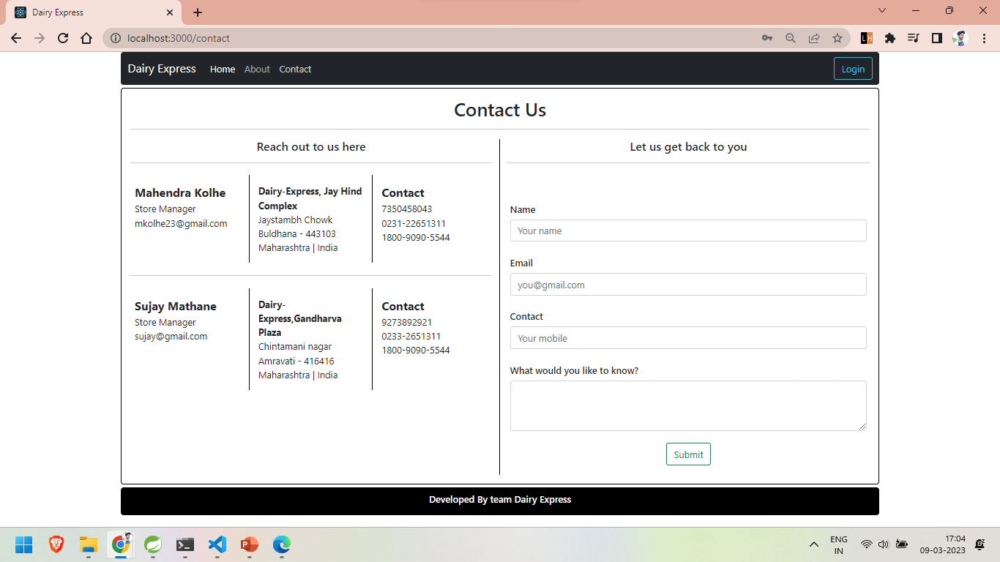 Dairy Express
localhost:3000/contact
L H
Dairy Express Home About Contact Login
Contact Us
Reach out to us here
Mahendra Kolhe
Store Manager
mkolhe23@gmail.com
Dairy-Express, Jay Hind
Complex
Jaystambh Chowk
Buldhana - 443103
Maharashtra | India
Contact
7350458043
0231-22651311
1800-9090-5544
Sujay Mathane
Store Manager
sujay@gmail.com
Dairy-
Express,Gandharva
Plaza
Chintamani nagar
Amravati - 416416
Maharashtra | India
Contact
9273892921
0233-2651311
1800-9090-5544
Let us get back to you
Name
Your name
Email
you@gmail.com
Contact
Your mobile
What would you like to know?
Submit
Developed By team Dairy Express
ENG
IN
17:04
09-03-2023